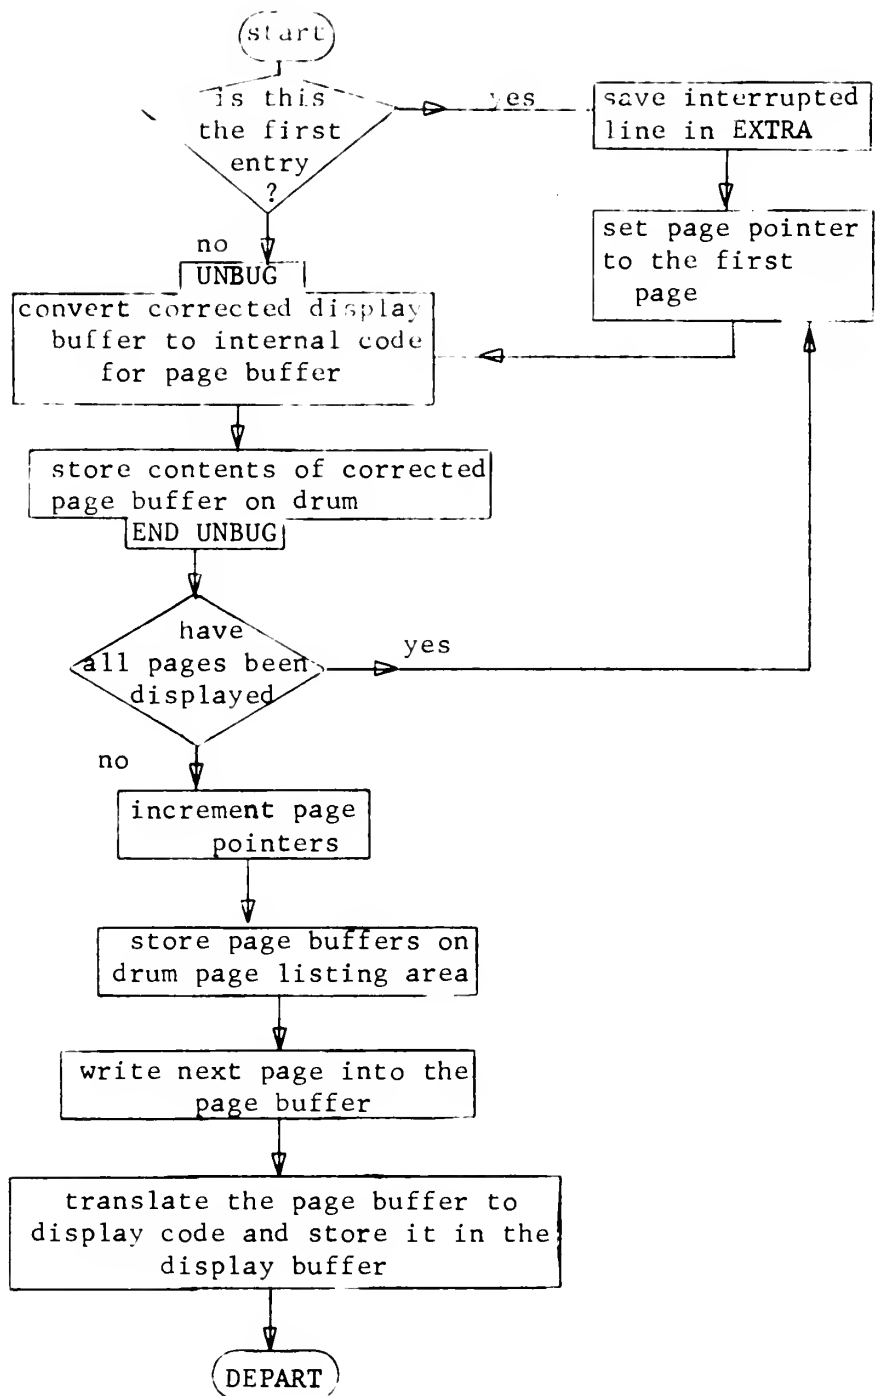 start
is this
the first
entry
?
yes
save interrupted
line in EXTRA
set page pointer
to the first
page
no
UNBUG
convert corrected display
buffer to internal code
for page buffer
store contents of corrected
page buffer on drum
END UNBUG
have
all pages been
displayed
yes
no
increment page
pointers
store page buffers on
drum page listing area
write next page into the
page buffer
translate the page buffer to
display code and store it in the
display buffer
DEPART